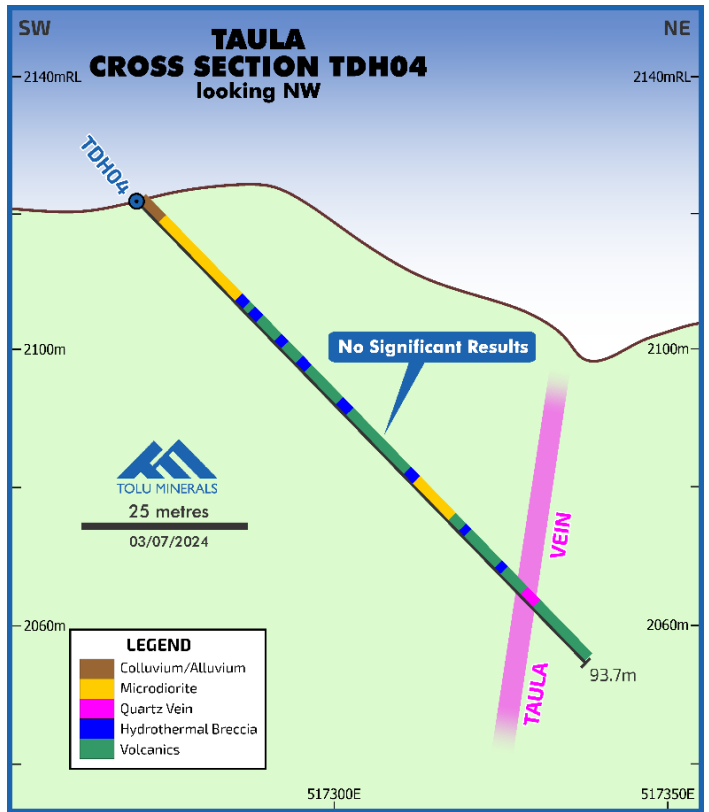 SW
NE
TAULA
CROSS SECTION TDH04
looking NW
2140mRL
2140mRL
TDH04
No Significant Results
2100m
2100m
TOLU MINERALS
25 metres
03/07/2024
VEIN
TAULA
2060m
2060m
93.7m
LEGEND
Colluvium/Alluvium
Microdiorite
Quartz Vein
Hydrothermal Breccia
Volcanics
517300E
517350E